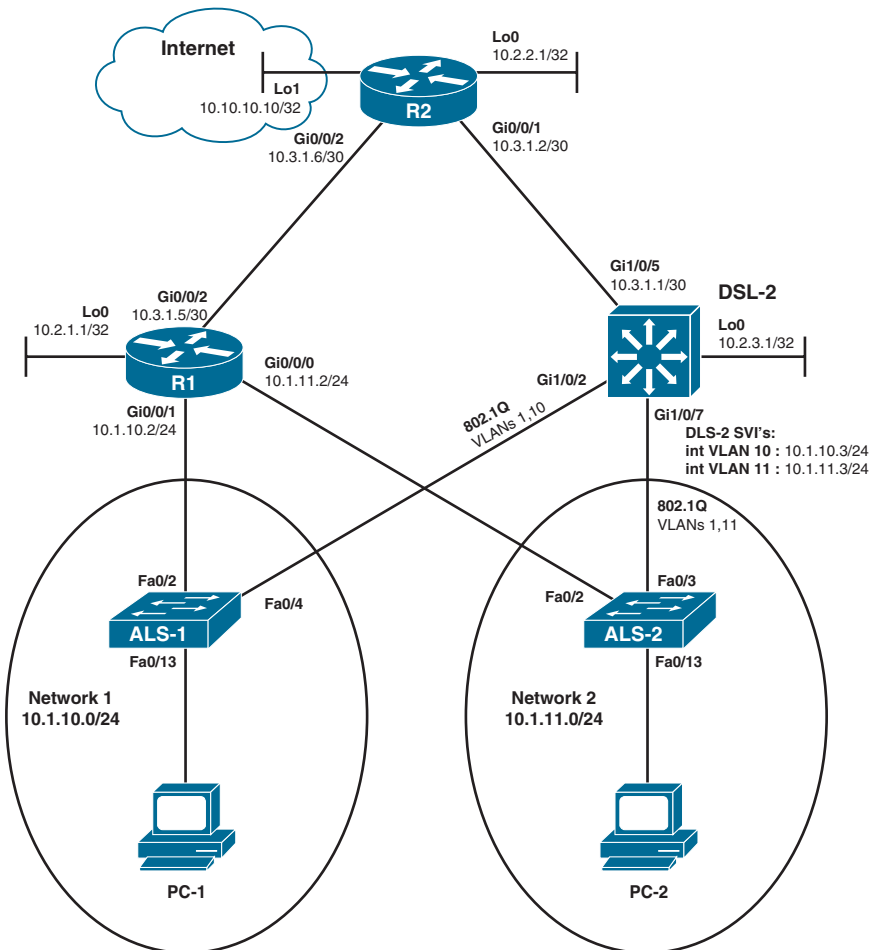 Internet
Lo1
10.10.10.10/32
Lo0
10.2.2.1/32
R2
Gi0/0/2
10.3.1.6/30
Gi0/0/1
10.3.1.2/30
Gi1/0/5
10.3.1.1/30
DSL-2
Lo0
10.2.1.1/32
Gi0/0/2
10.3.1.5/30
Lo0
10.2.3.1/32
R1
Gi0/0/0
10.1.11.2/24
Gi1/0/2
Gi0/0/1
10.1.10.2/24
802.1Q
VLANs 1,10
Gi1/0/7
DLS-2 SVI's:
int VLAN 10 : 10.1.10.3/24
int VLAN 11 : 10.1.11.3/24
802.1Q
VLANs 1,11
Fa0/2
Fa0/4
ALS-1
Fa0/13
Fa0/2
Fa0/3
ALS-2
Fa0/13
Network 1
10.1.10.0/24
Network 2
10.1.11.0/24
PC-1
PC-2